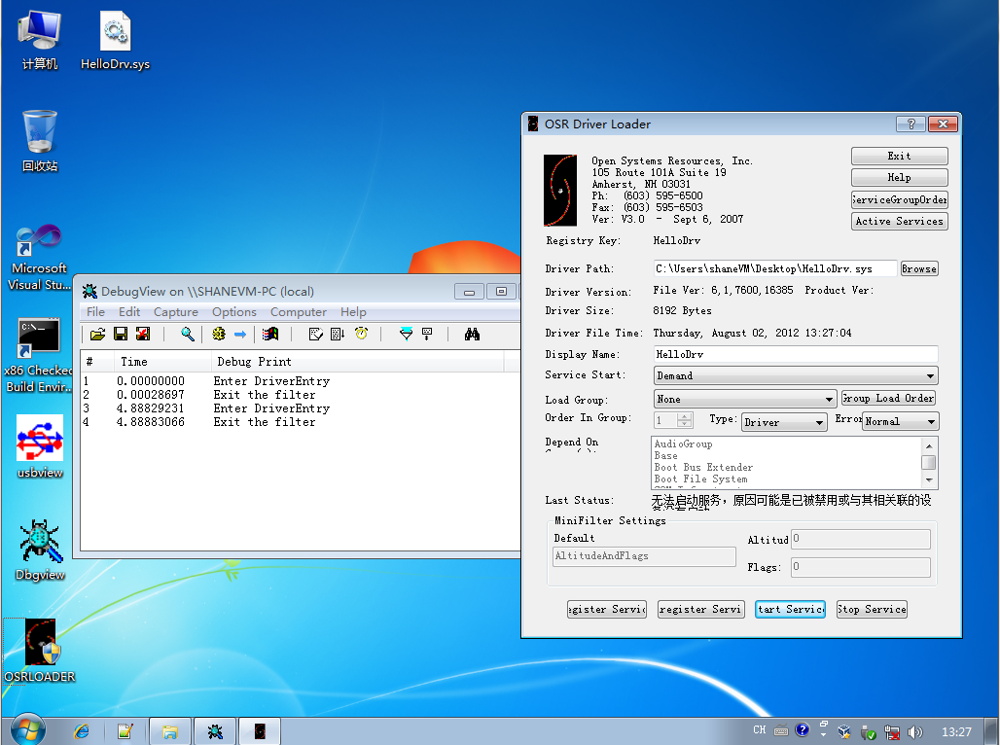 计算机
HelloDrv.sys
回收站
Microsoft
Visual Stu...
x86 Checked
Build Envir...
usbview
Dbgview
OSRLOADER
DebugView on \\SHANEVM-PC (local)
File Edit Capture Options Computer Help
# Time Debug Print
1 0.00000000 Enter DriverEntry
2 0.00028697 Exit the filter
3 4.88829231 Enter DriverEntry
4 4.88883066 Exit the filter
OSR Driver Loader
Open Systems Resources, Inc.
105 Route 101A Suite 19
Amherst, NH 03031
Ph: (603) 595-6500
Fax: (603) 595-6503
Ver: V3.0 - Sept 6, 2007
Exit
Help
ServiceGroupOrder
Active Services
Registry Key: HelloDrv
Driver Path: C:\Users\shaneVM\Desktop\HelloDrv.sys Browse
Driver Version: File Ver: 6,1,7600,16385 Product Ver:
Driver Size: 8192 Bytes
Driver File Time: Thursday, August 02, 2012 13:27:04
Display Name: HelloDrv
Service Start: Demand
Load Group: None Group Load Order
Order In Group: 1 Type: Driver Error Normal
Depend On
AudioGroup
Base
Boot Bus Extender
Boot File System
Last Status: 无法启动服务，原因可能是已被禁用或与其相关联的设
MiniFilter Settings
Default
AltitudeAndFlags
Altitud 0
Flags: 0
gister Servic register Servi tart Servic Stop Service
CH
13:27